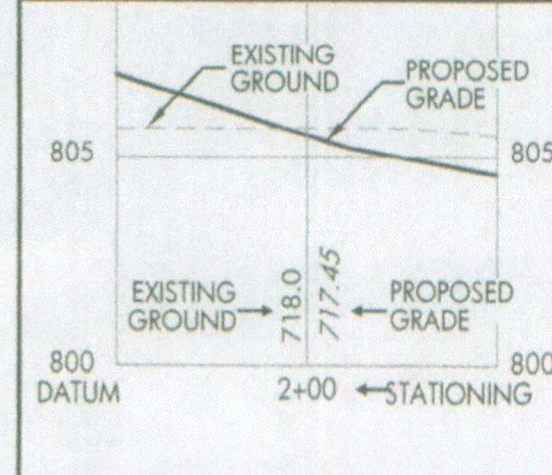 EXISTING
GROUND
PROPOSED
GRADE
805
805
EXISTING
GROUND
718.0
717.45
PROPOSED
GRADE
800
800
DATUM
2+00
STATIONING